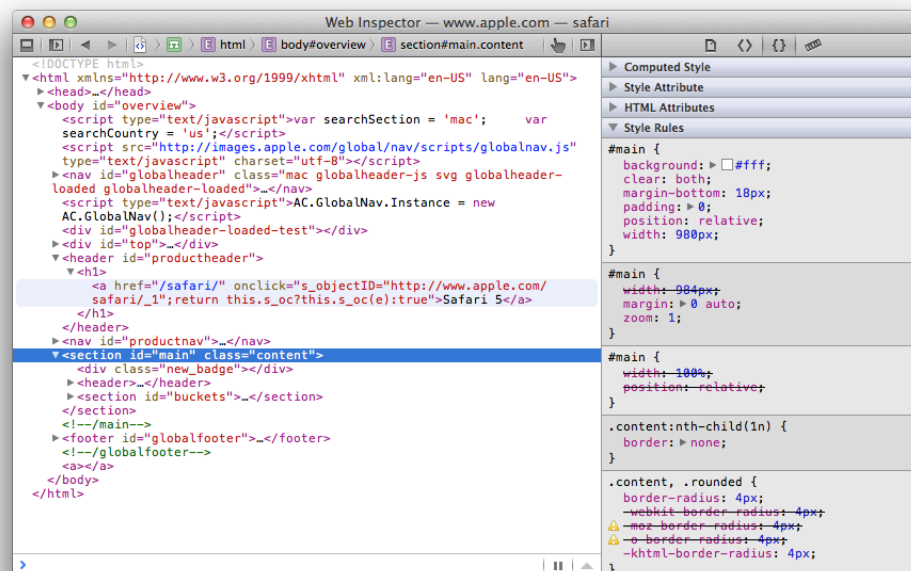 Web Inspector — www.apple.com — safari
E html E body#overview E section#main.content
<!DOCTYPE html>
▼<html xmlns="http://www.w3.org/1999/xhtml" xml:lang="en-US" lang="en-US">
▶<head>…</head>
▼<body id="overview">
<script type="text/javascript">var searchSection = 'mac';     var
searchCountry = 'us';</script>
<script src="http://images.apple.com/global/nav/scripts/globalnav.js"
type="text/javascript" charset="utf-8"></script>
▶<nav id="globalheader" class="mac globalheader-js svg globalheader-
loaded globalheader-loaded">…</nav>
<script type="text/javascript">AC.GlobalNav.Instance = new
AC.GlobalNav();</script>
<div id="globalheader-loaded-test"></div>
▶<div id="top">…</div>
▼<header id="productheader">
▼<h1>
<a href="/safari/" onclick="s_objectID="http://www.apple.com/
safari/_1";return this.s_oc?this.s_oc(e):true">Safari 5</a>
</h1>
</header>
▶<nav id="productnav">…</nav>
▼<section id="main" class="content">
<div class="new_badge"></div>
▶<header>…</header>
▶<section id="buckets">…</section>
</section>
<!--/main-->
▶<footer id="globalfooter">…</footer>
<!--/globalfooter-->
<a></a>
</body>
</html>
▶ Computed Style
▶ Style Attribute
▶ HTML Attributes
▼ Style Rules
#main {
background: ▶ #fff;
clear: both;
margin-bottom: 18px;
padding: ▶ 0;
position: relative;
width: 980px;
}
#main {
width: 984px;
margin: ▶ 0 auto;
zoom: 1;
}
#main {
width: 100%;
position: relative;
}
.content:nth-child(1n) {
border: ▶ none;
}
.content, .rounded {
border-radius: 4px;
-webkit-border-radius: 4px;
-moz-border-radius: 4px;
-o-border-radius: 4px;
-khtml-border-radius: 4px;
}